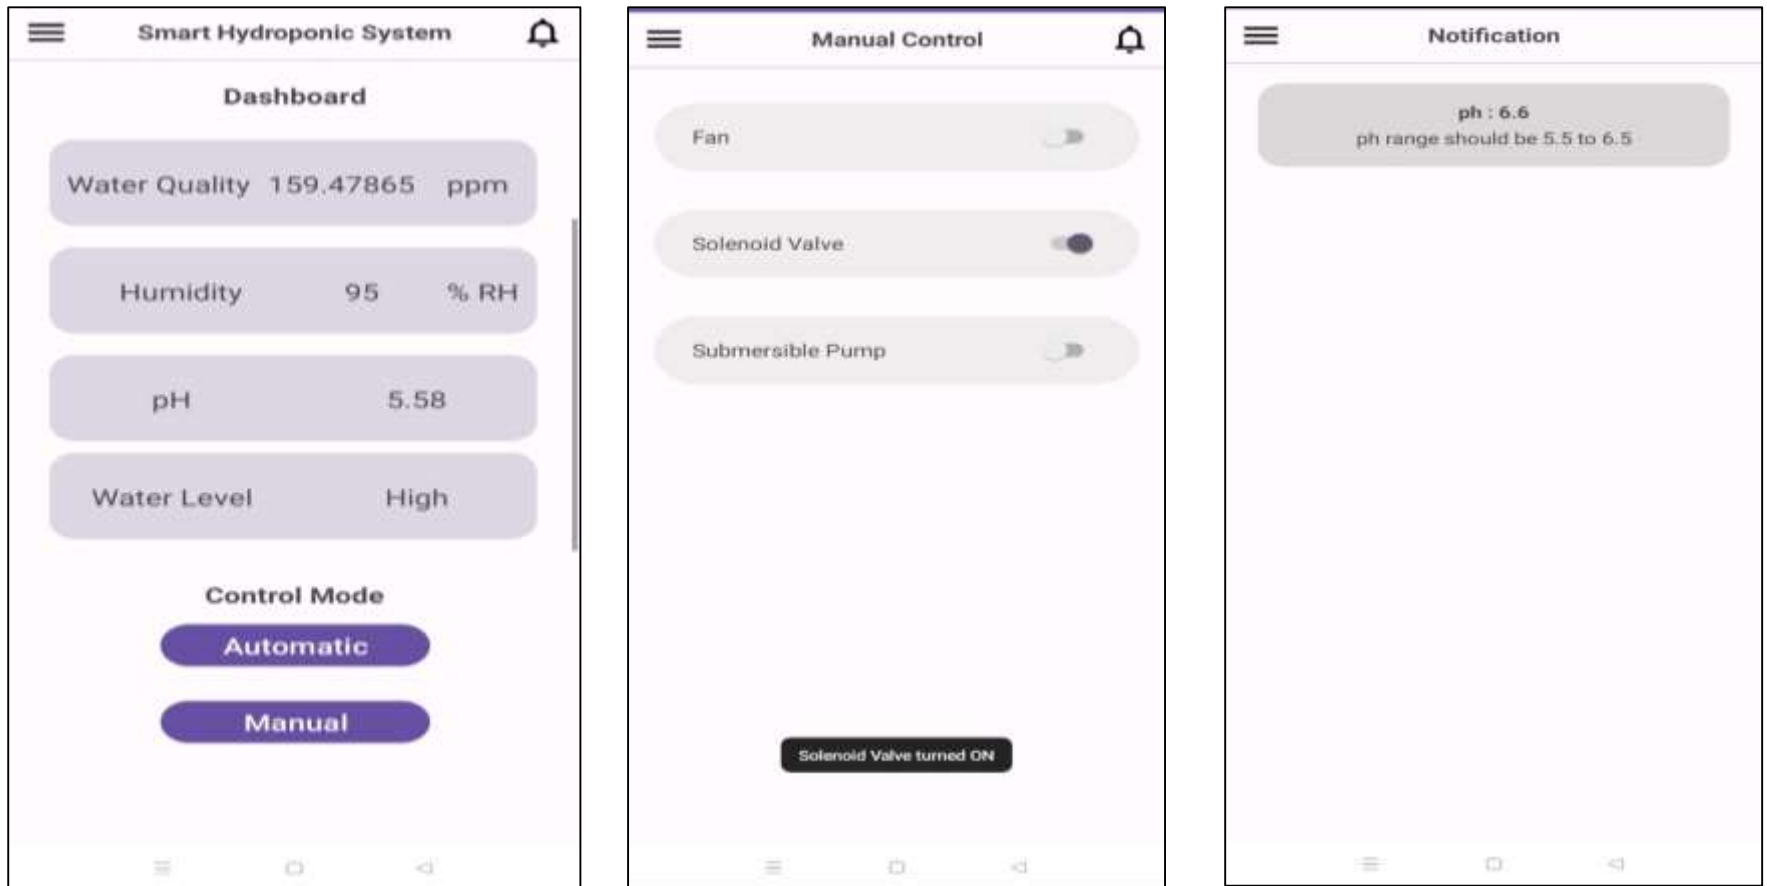 Smart Hydroponic System
Dashboard
Water Quality 159.47865 ppm
Humidity 95 % RH
pH 5.58
Water Level High
Control Mode
Automatic
Manual
Manual Control
Fan
Solenoid Valve
Submersible Pump
Solenoid Valve turned ON
Notification
ph : 6.6
ph range should be 5.5 to 6.5